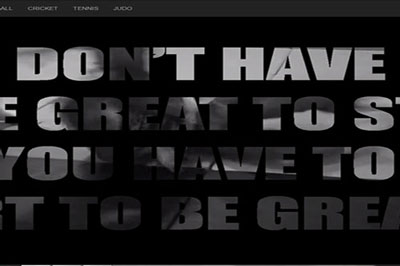 ALL CRICKET TENNIS JUDO
DON'T HAVE
E GREAT TO ST
YOU HAVE TO
RT TO BE GREA